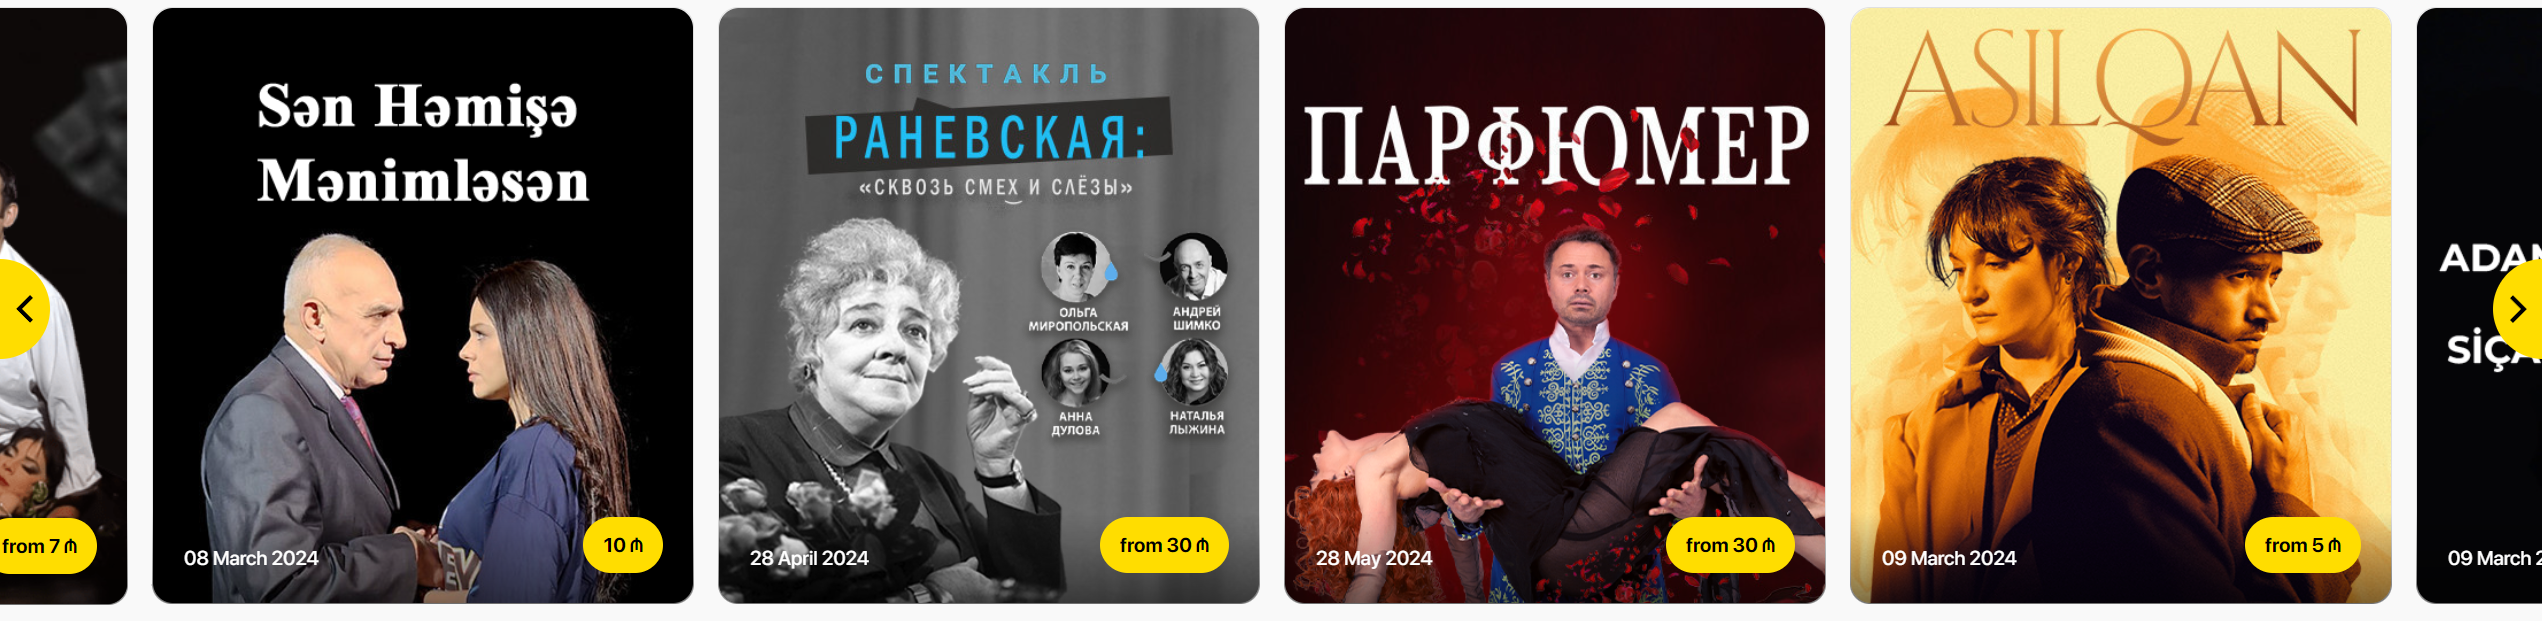 from 7 ₼
Sən Həmişə
Mənimləsən
08 March 2024
10 ₼
СПЕКТАКЛЬ
РАНЕВСКАЯ:
«СКВОЗЬ СМЕХ И СЛЁЗЫ»
ОЛЬГА
МИРОПОЛЬСКАЯ
АНДРЕЙ
ШИМКО
АННА
ДУЛОВА
НАТАЛЬЯ
ЛЫЖИНА
28 April 2024
from 30 ₼
ПАРФЮМЕР
28 May 2024
from 30 ₼
ASILQAN
09 March 2024
from 5 ₼
09 March